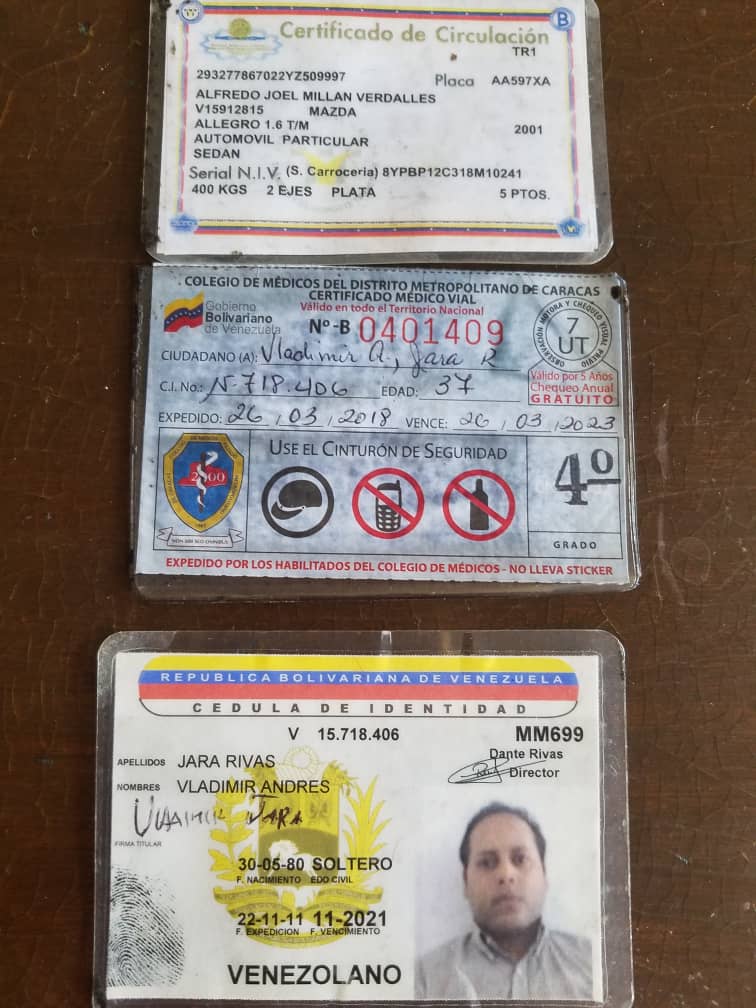 Certificado de Circulación
B
TR1
293277867022YZ509997 Placa AA597XA
ALFREDO JOEL MILLAN VERDALLES
V15912815 MAZDA
ALLEGRO 1.6 T/M 2001
AUTOMOVIL PARTICULAR
SEDAN
Serial N.I.V. (S. Carroceria) 8YPBP12C318M10241
400 KGS 2 EJES PLATA 5 PTOS.
COLEGIO DE MÉDICOS DEL DISTRITO METROPOLITANO DE CARACAS
CERTIFICADO MÉDICO VIAL
Válido en todo el Territorio Nacional
Gobierno
Bolivariano
de Venezuela
Nº -B 0401409
7
UT
CIUDADANO (A): Vladimir A., Jara R
Válido por 5 Años
Chequeo Anual
GRATUITO
C.I. No.: 718.406 EDAD: 37
EXPEDIDO: 26 / 03 / 2018 VENCE: 26 / 03 / 2023
USE EL CINTURÓN DE SEGURIDAD
4º
GRADO
EXPEDIDO POR LOS HABILITADOS DEL COLEGIO DE MÉDICOS - NO LLEVA STICKER
REPUBLICA BOLIVARIANA DE VENEZUELA
CEDULA DE IDENTIDAD
V 15.718.406 MM699
Dante Rivas
Director
APELLIDOS JARA RIVAS
NOMBRES VLADIMIR ANDRES
Vladimir Jara
FIRMA TITULAR
30-05-80 SOLTERO
F. NACIMIENTO EDO CIVIL
22-11-11 11-2021
F. EXPEDICION F. VENCIMIENTO
VENEZOLANO